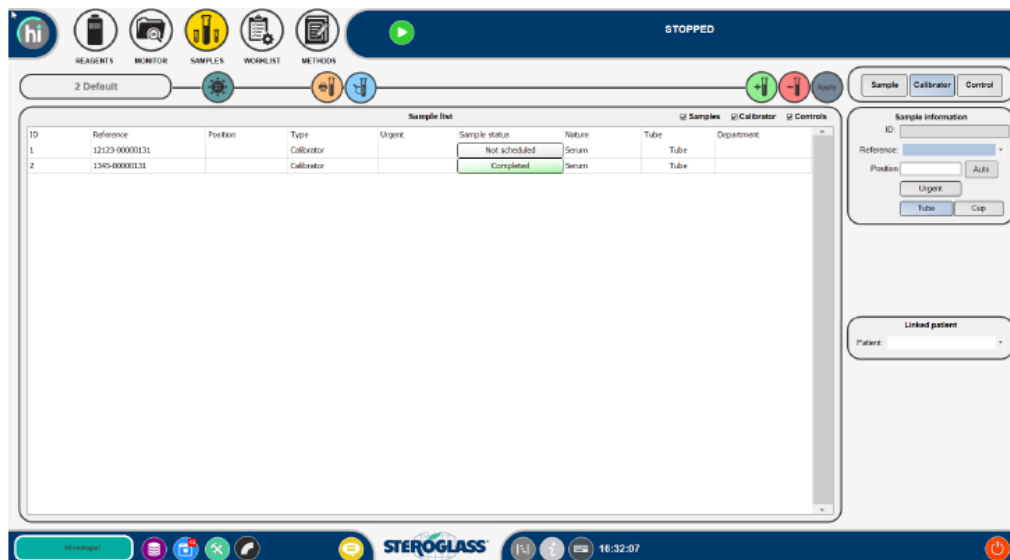 hi
STOPPED
REAGENTS MONITOR SAMPLES WORKLIST METHODS
2 Default
Apply
Sample Calibrator Control
Sample list
Samples Calibrator Controls
ID Reference Position Type Urgent Sample status Nature Tube Department
1 12123-00000131 Calibrator Not scheduled Serum Tube
2 1345-00000131 Calibrator Completed Serum Tube
Sample information
ID:
Reference:
Position: Auto
Urgent
Tube Cup
Linked patient
Patient:
STEROGLASS
16:32:07